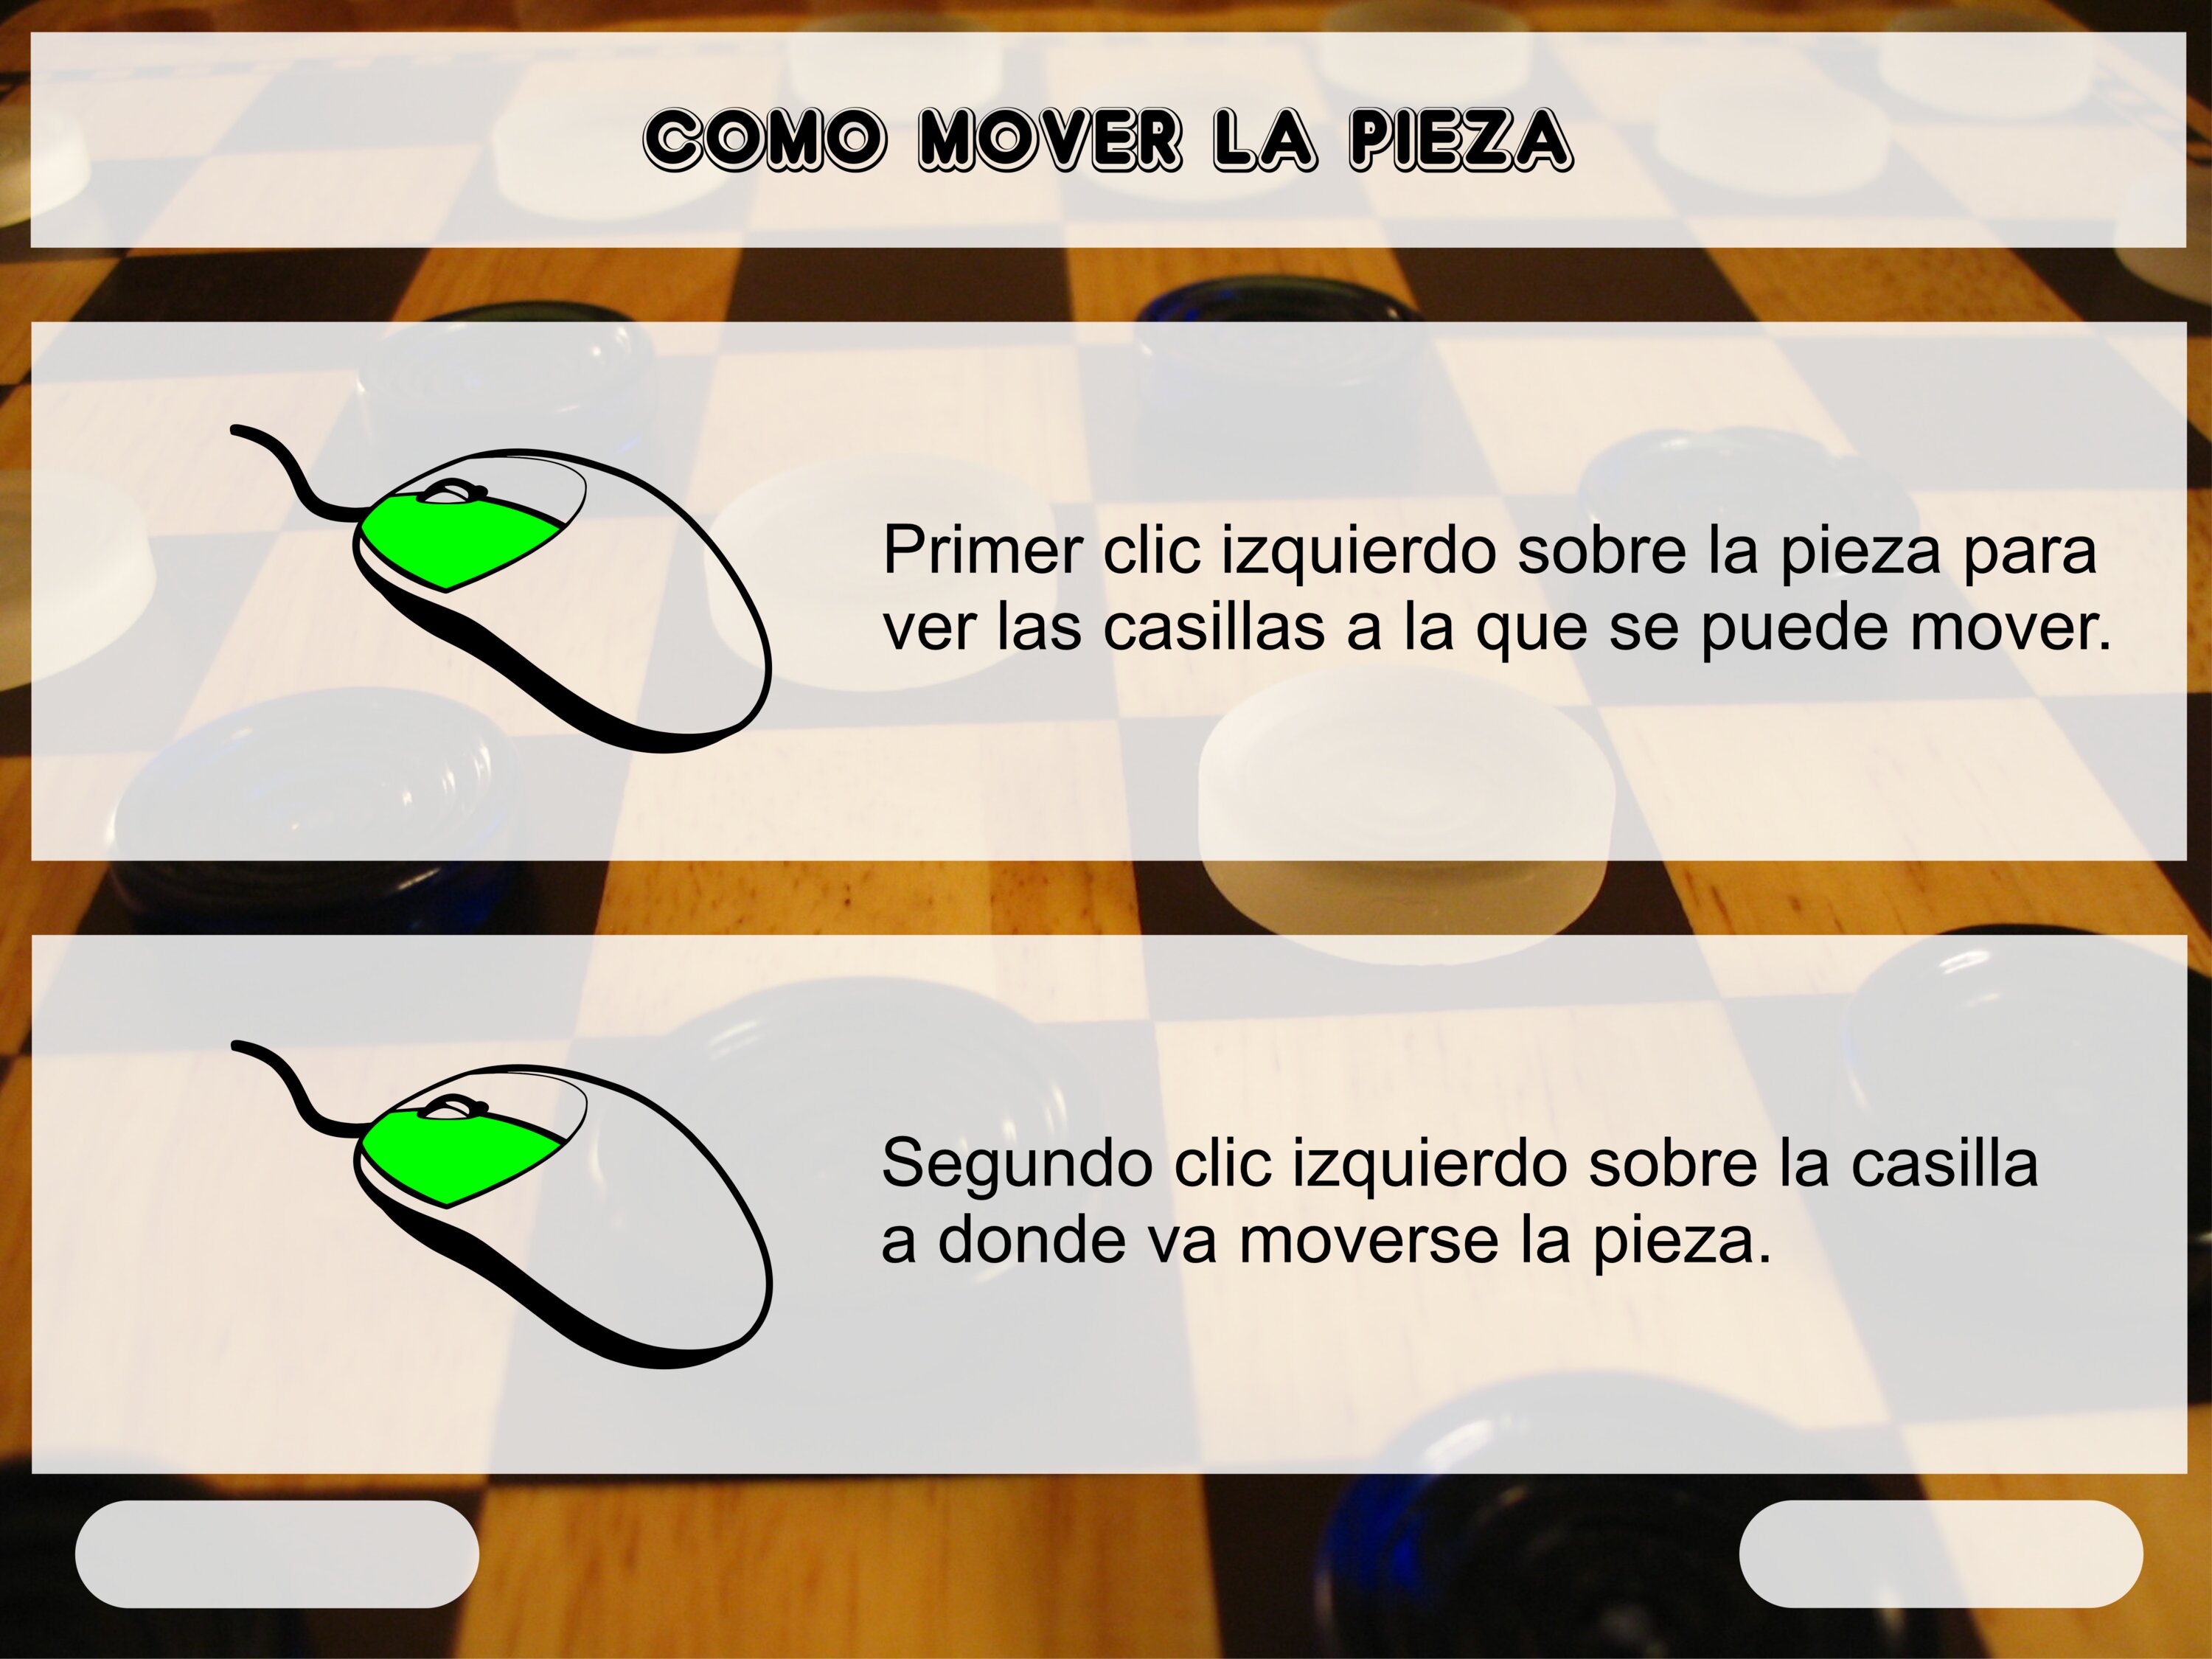 COMO MOVER LA PIEZA
Primer clic izquierdo sobre la pieza para
ver las casillas a la que se puede mover.
Segundo clic izquierdo sobre la casilla
a donde va moverse la pieza.